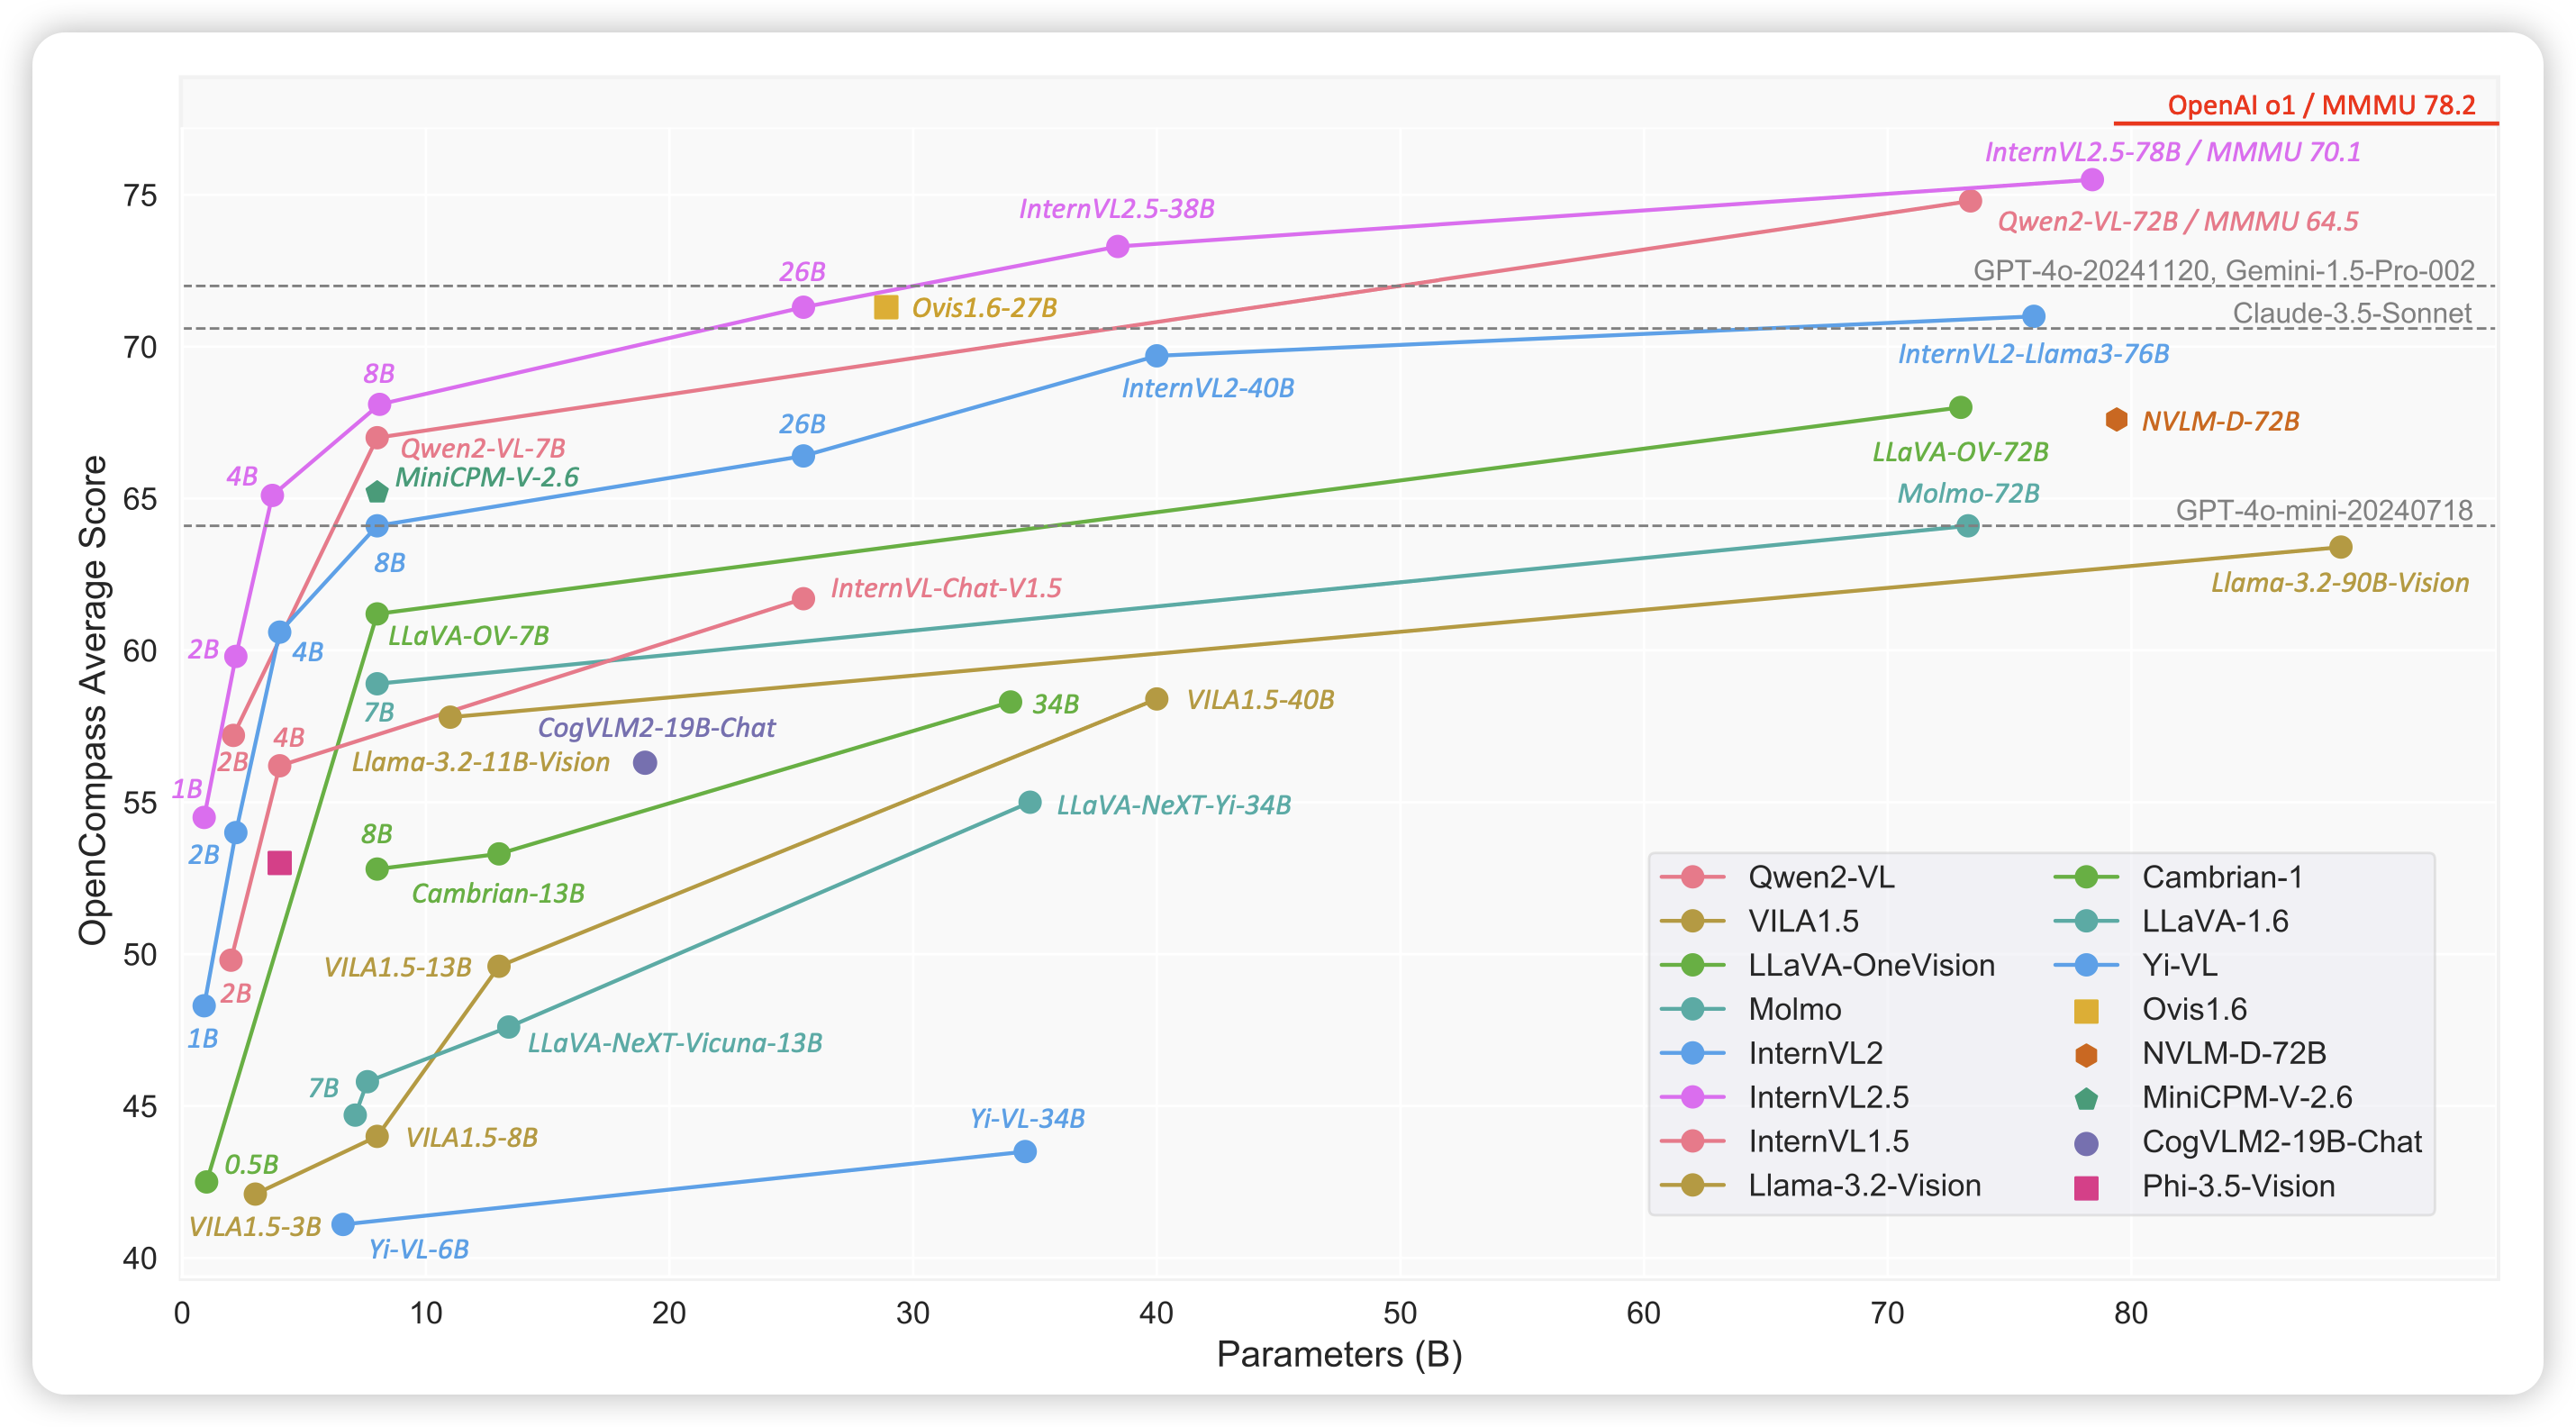 OpenAI o1 / MMMU 78.2
InternVL2.5-78B / MMMU 70.1
75
InternVL2.5-38B
Qwen2-VL-72B / MMMU 64.5
26B
GPT-4o-20241120, Gemini-1.5-Pro-002
Ovis1.6-27B
Claude-3.5-Sonnet
70
InternVL2-Llama3-76B
8B
InternVL2-40B
26B
NVLM-D-72B
Qwen2-VL-7B
LLaVA-OV-72B
4B
MiniCPM-V-2.6
65
Molmo-72B
GPT-4o-mini-20240718
8B
InternVL-Chat-V1.5
Llama-3.2-90B-Vision
LLaVA-OV-7B
60
2B
4B
7B
34B
VILA1.5-40B
CogVLM2-19B-Chat
4B
2B
Llama-3.2-11B-Vision
1B
55
LLaVA-NeXT-Yi-34B
8B
2B
Cambrian-13B
50
VILA1.5-13B
2B
1B
LLaVA-NeXT-Vicuna-13B
7B
45
Yi-VL-34B
VILA1.5-8B
0.5B
VILA1.5-3B
Yi-VL-6B
40
OpenCompass Average Score
Qwen2-VL
VILA1.5
LLaVA-OneVision
Molmo
InternVL2
InternVL2.5
InternVL1.5
Llama-3.2-Vision
Cambrian-1
LLaVA-1.6
Yi-VL
Ovis1.6
NVLM-D-72B
MiniCPM-V-2.6
CogVLM2-19B-Chat
Phi-3.5-Vision
0 10 20 30 40 50 60 70 80
Parameters (B)